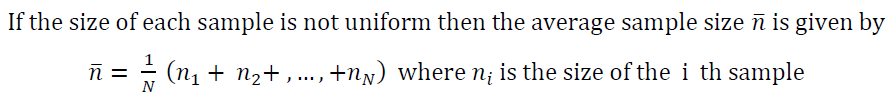 If the size of each sample is not uniform then the average sample size n̄ is given by
n̄ = 1/N (n₁ + n₂+ , … , +n_N) where nᵢ is the size of the i th sample